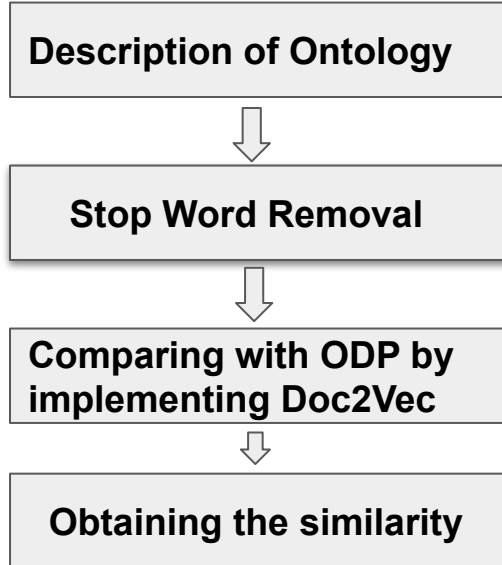 Description of Ontology
Stop Word Removal
Comparing with ODP by
implementing Doc2Vec
Obtaining the similarity